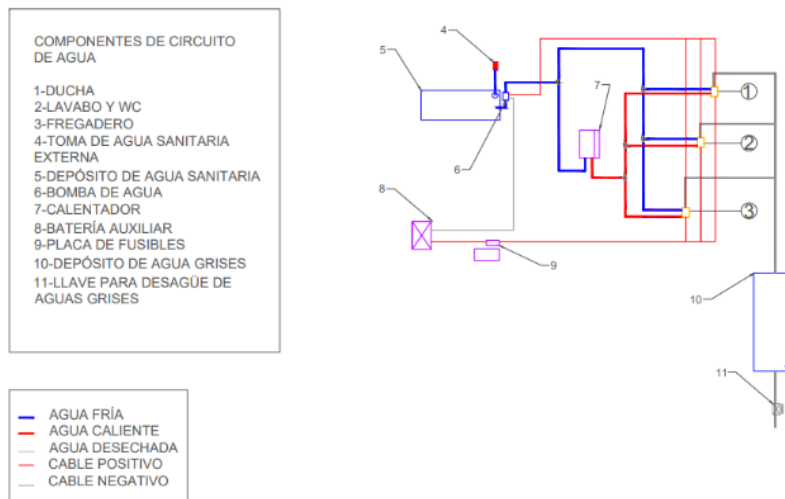 COMPONENTES DE CIRCUITO
DE AGUA
1-DUCHA
2-LAVABO Y WC
3-FREGADERO
4-TOMA DE AGUA SANITARIA
EXTERNA
5-DEPÓSITO DE AGUA SANITARIA
6-BOMBA DE AGUA
7-CALENTADOR
8-BATERÍA AUXILIAR
9-PLACA DE FUSIBLES
10-DEPÓSITO DE AGUA GRISES
11-LLAVE PARA DESAGÜE DE
AGUAS GRISES
AGUA FRÍA
AGUA CALIENTE
AGUA DESECHADA
CABLE POSITIVO
CABLE NEGATIVO
4
5
7
1
2
6
8
3
9
10
11